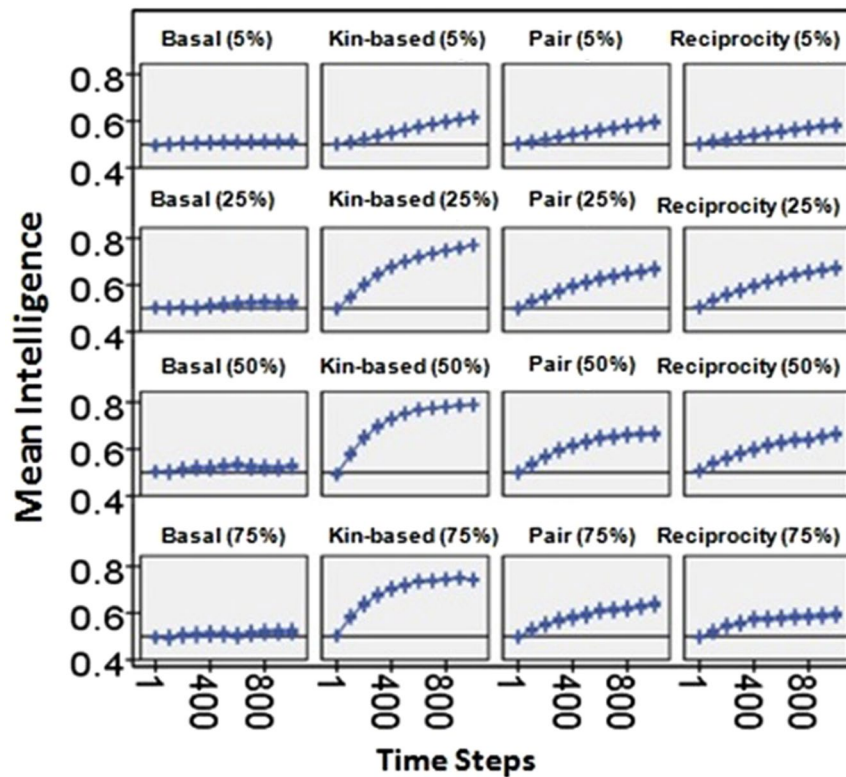 Basal (5%) Kin-based (5%) Pair (5%) Reciprocity (5%)
0.8
0.6
0.4
Basal (25%) Kin-based (25%) Pair (25%) Reciprocity (25%)
0.8
0.6
0.4
Basal (50%) Kin-based (50%) Pair (50%) Reciprocity (50%)
0.8
0.6
0.4
Basal (75%) Kin-based (75%) Pair (75%) Reciprocity (75%)
0.8
0.6
0.4
Mean Intelligence
1 400 800 1 400 800 1 400 800 1 400 800
Time Steps